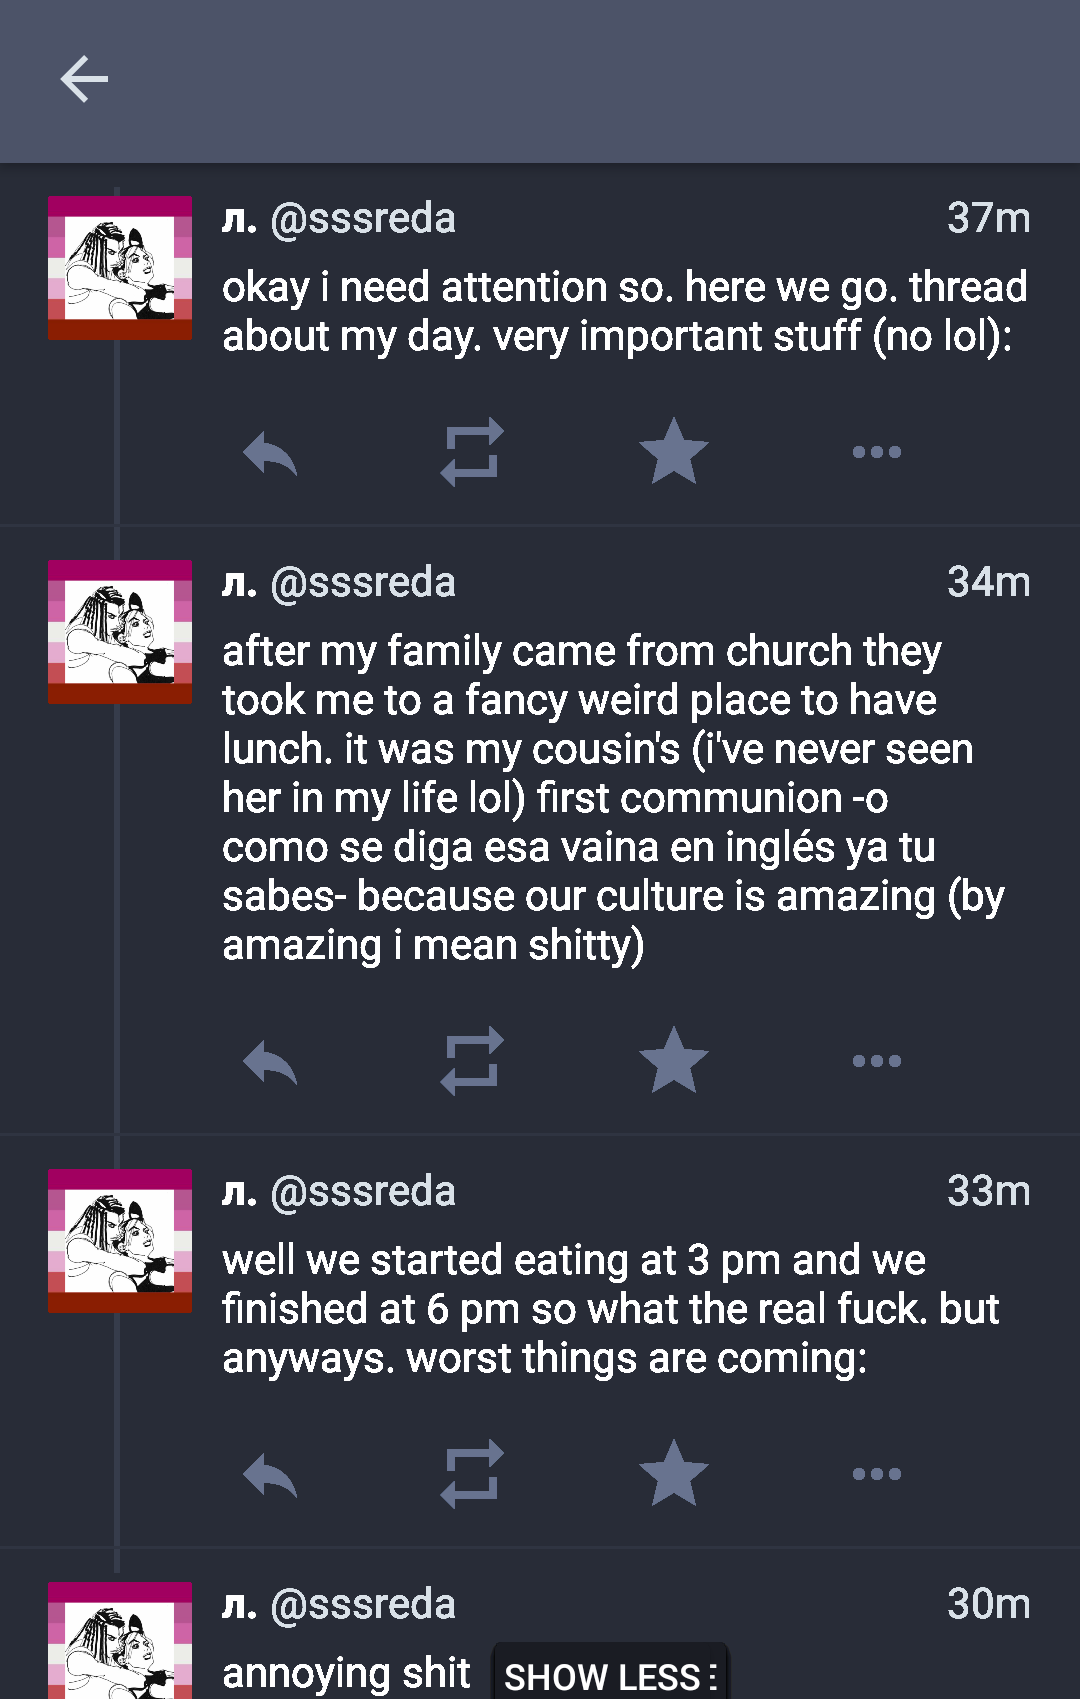 л. @sssreda 37m
okay i need attention so. here we go. thread
about my day. very important stuff (no lol):
л. @sssreda 34m
after my family came from church they
took me to a fancy weird place to have
lunch. it was my cousin's (i've never seen
her in my life lol) first communion -o
como se diga esa vaina en inglés ya tu
sabes- because our culture is amazing (by
amazing i mean shitty)
л. @sssreda 33m
well we started eating at 3 pm and we
finished at 6 pm so what the real fuck. but
anyways. worst things are coming:
л. @sssreda 30m
annoying shit SHOW LESS :